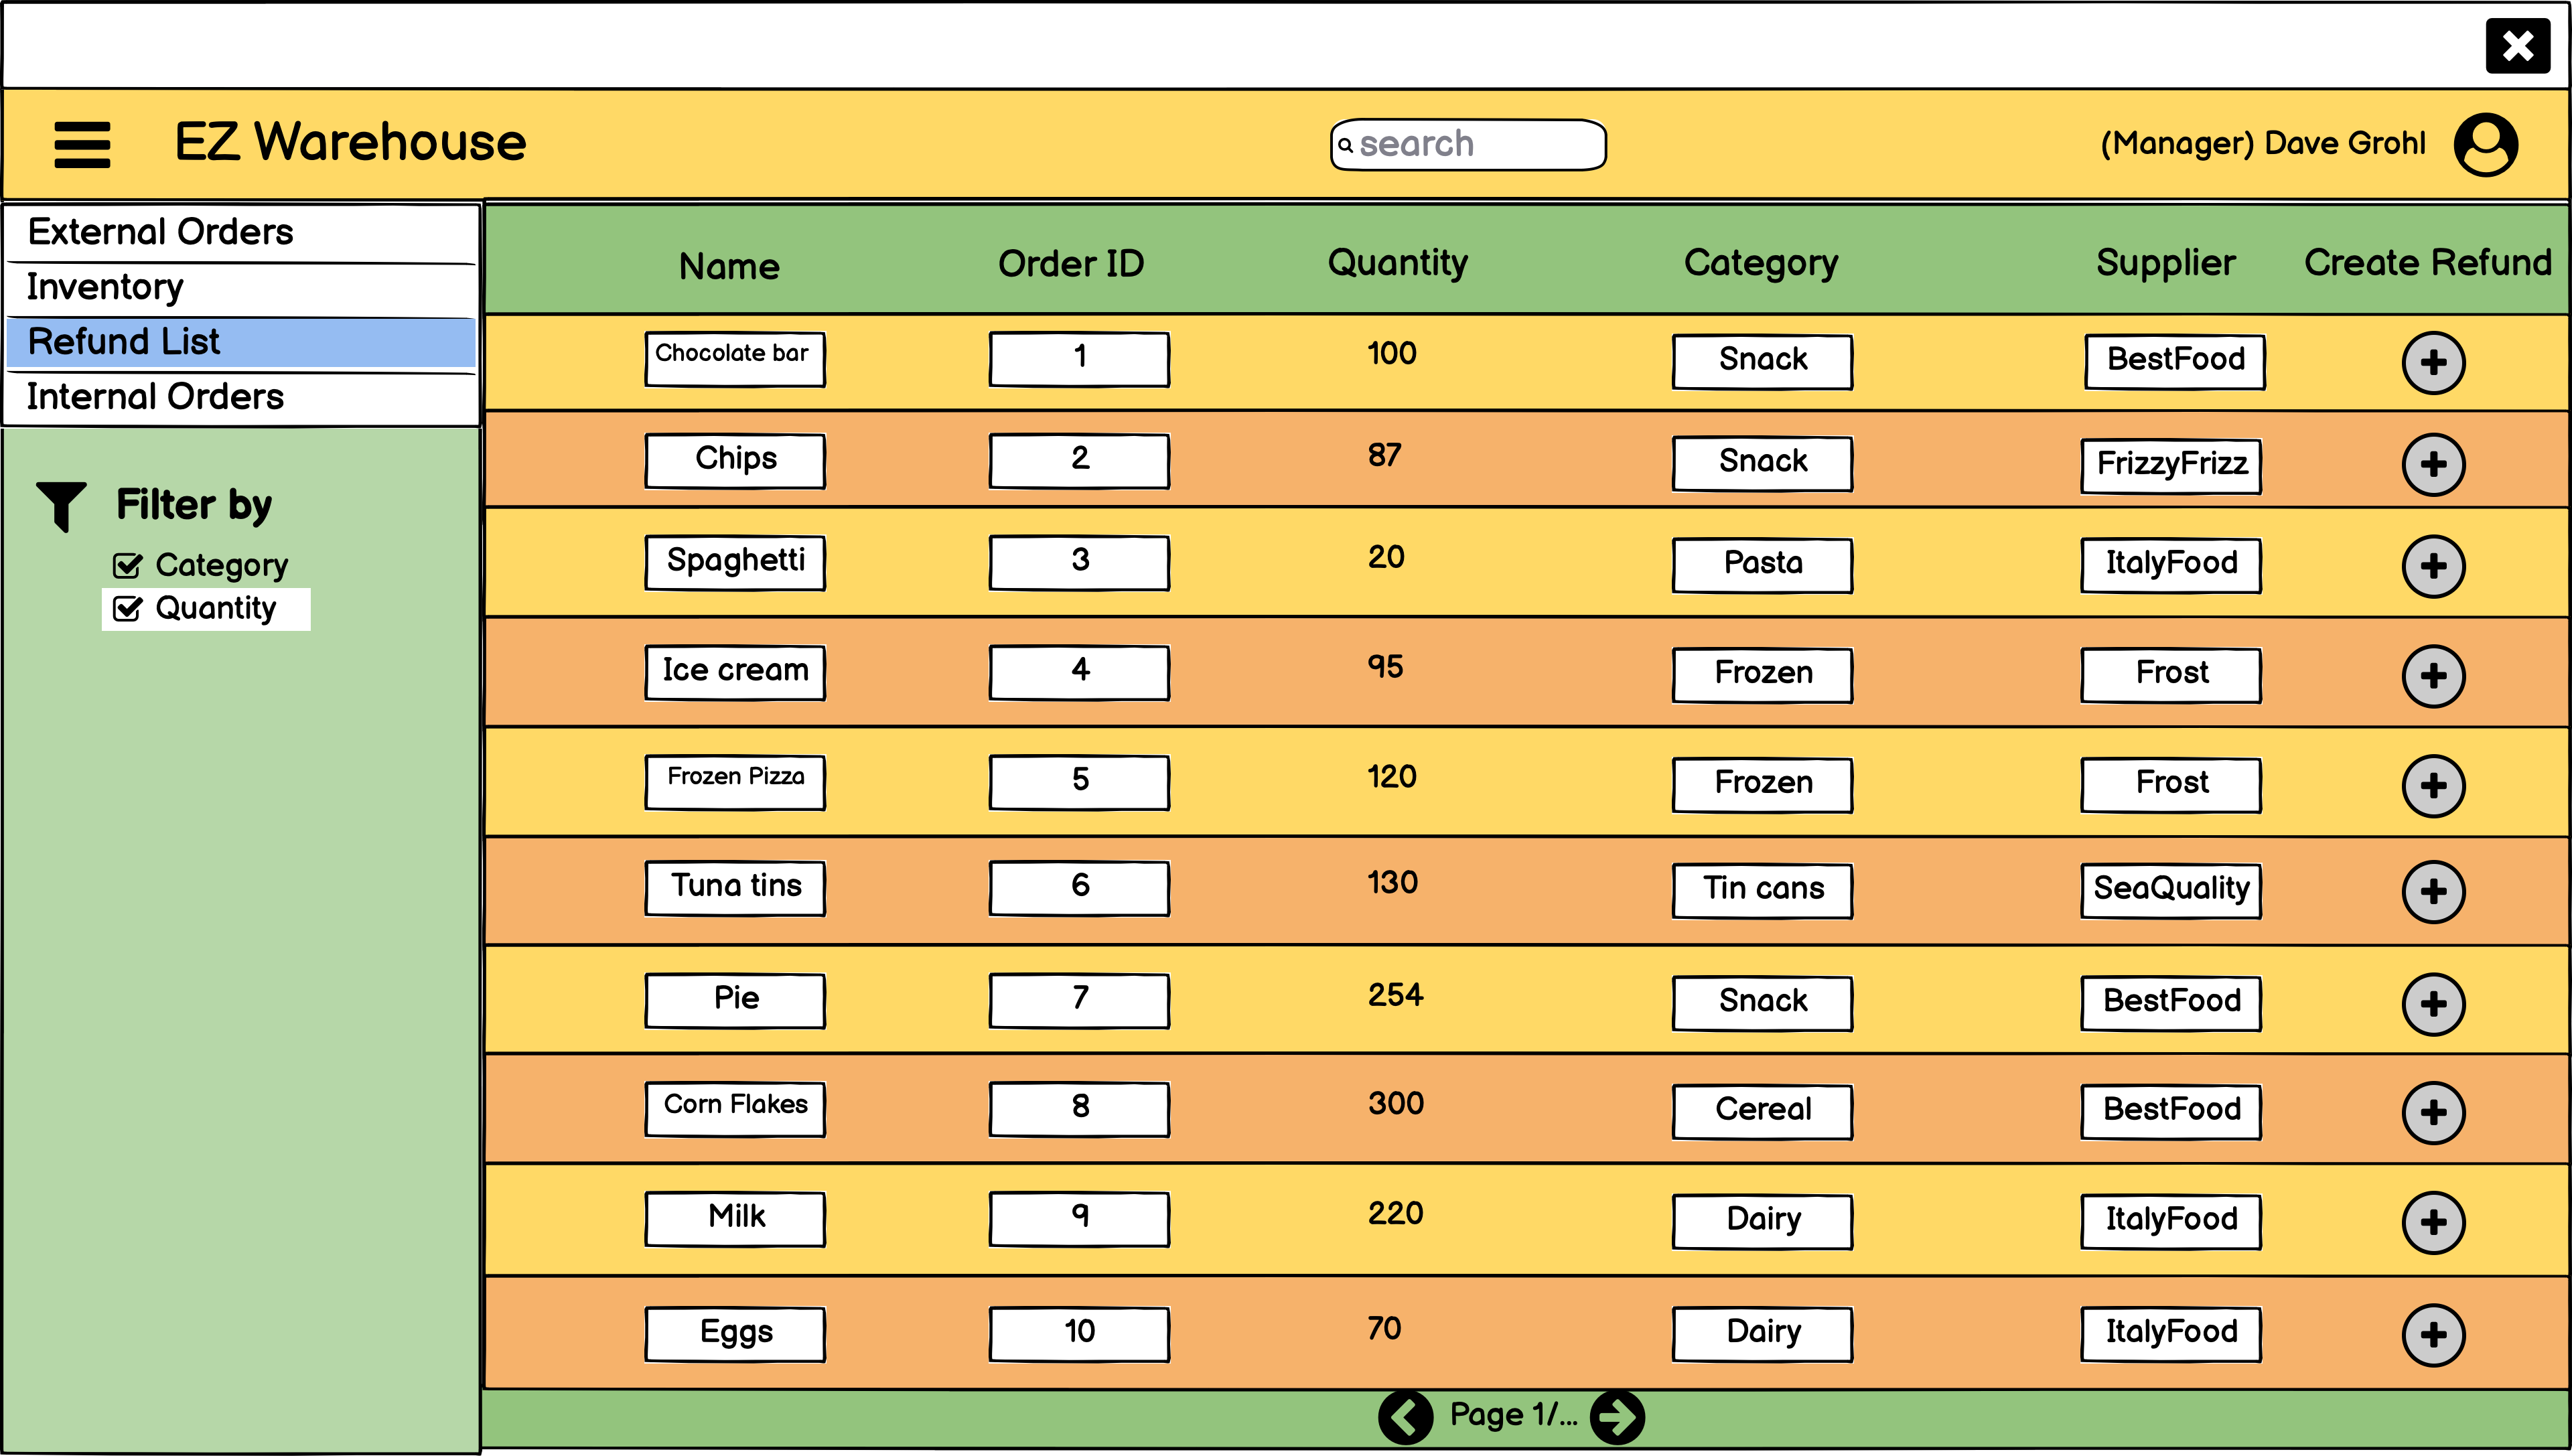 EZ Warehouse
search
(Manager) Dave Grohl
External Orders
Inventory
Refund List
Internal Orders
Filter by
Category
Quantity
Name Order ID Quantity Category Supplier Create Refund
Chocolate bar 1 100 Snack BestFood
Chips 2 87 Snack FrizzyFrizz
Spaghetti 3 20 Pasta ItalyFood
Ice cream 4 95 Frozen Frost
Frozen Pizza 5 120 Frozen Frost
Tuna tins 6 130 Tin cans SeaQuality
Pie 7 254 Snack BestFood
Corn Flakes 8 300 Cereal BestFood
Milk 9 220 Dairy ItalyFood
Eggs 10 70 Dairy ItalyFood
Page 1/...